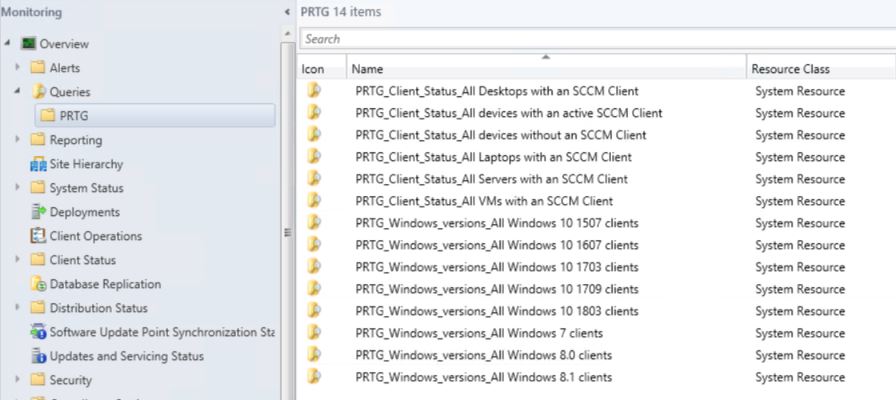 Monitoring
Overview
Alerts
Queries
PRTG
Reporting
Site Hierarchy
System Status
Deployments
Client Operations
Client Status
Database Replication
Distribution Status
Software Update Point Synchronization Sta
Updates and Servicing Status
Security
PRTG 14 items
Search
Icon Name Resource Class
PRTG_Client_Status_All Desktops with an SCCM Client System Resource
PRTG_Client_Status_All devices with an active SCCM Client System Resource
PRTG_Client_Status_All devices without an SCCM Client System Resource
PRTG_Client_Status_All Laptops with an SCCM Client System Resource
PRTG_Client_Status_All Servers with an SCCM Client System Resource
PRTG_Client_Status_All VMs with an SCCM Client System Resource
PRTG_Windows_versions_All Windows 10 1507 clients System Resource
PRTG_Windows_versions_All Windows 10 1607 clients System Resource
PRTG_Windows_versions_All Windows 10 1703 clients System Resource
PRTG_Windows_versions_All Windows 10 1709 clients System Resource
PRTG_Windows_versions_All Windows 10 1803 clients System Resource
PRTG_Windows_versions_All Windows 7 clients System Resource
PRTG_Windows_versions_All Windows 8.0 clients System Resource
PRTG_Windows_versions_All Windows 8.1 clients System Resource